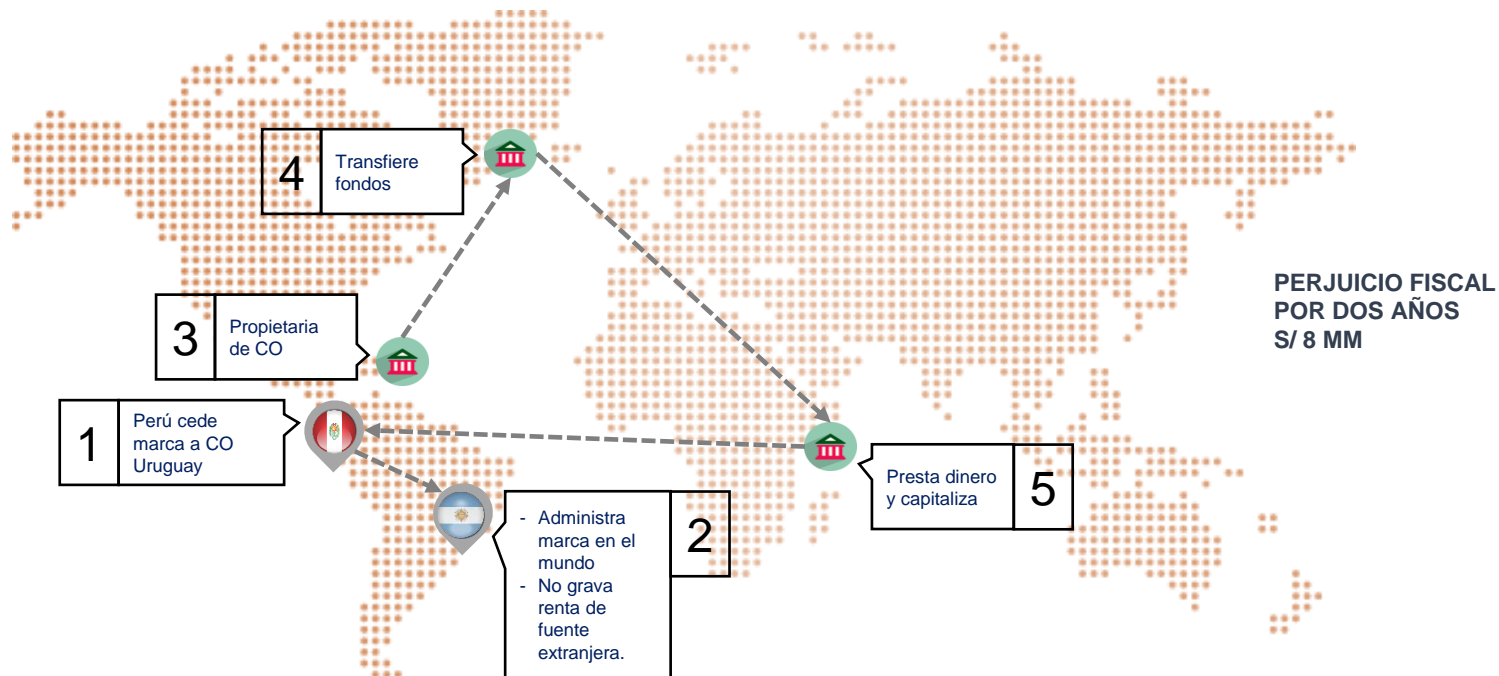 4
Transfiere
fondos
3
Propietaria
de CO
1
Perú cede
marca a CO
Uruguay
- Administra
marca en el
mundo
- No grava
renta de
fuente
extranjera.
2
Presta dinero
y capitaliza
5
PERJUICIO FISCAL
POR DOS AÑOS
S/ 8 MM